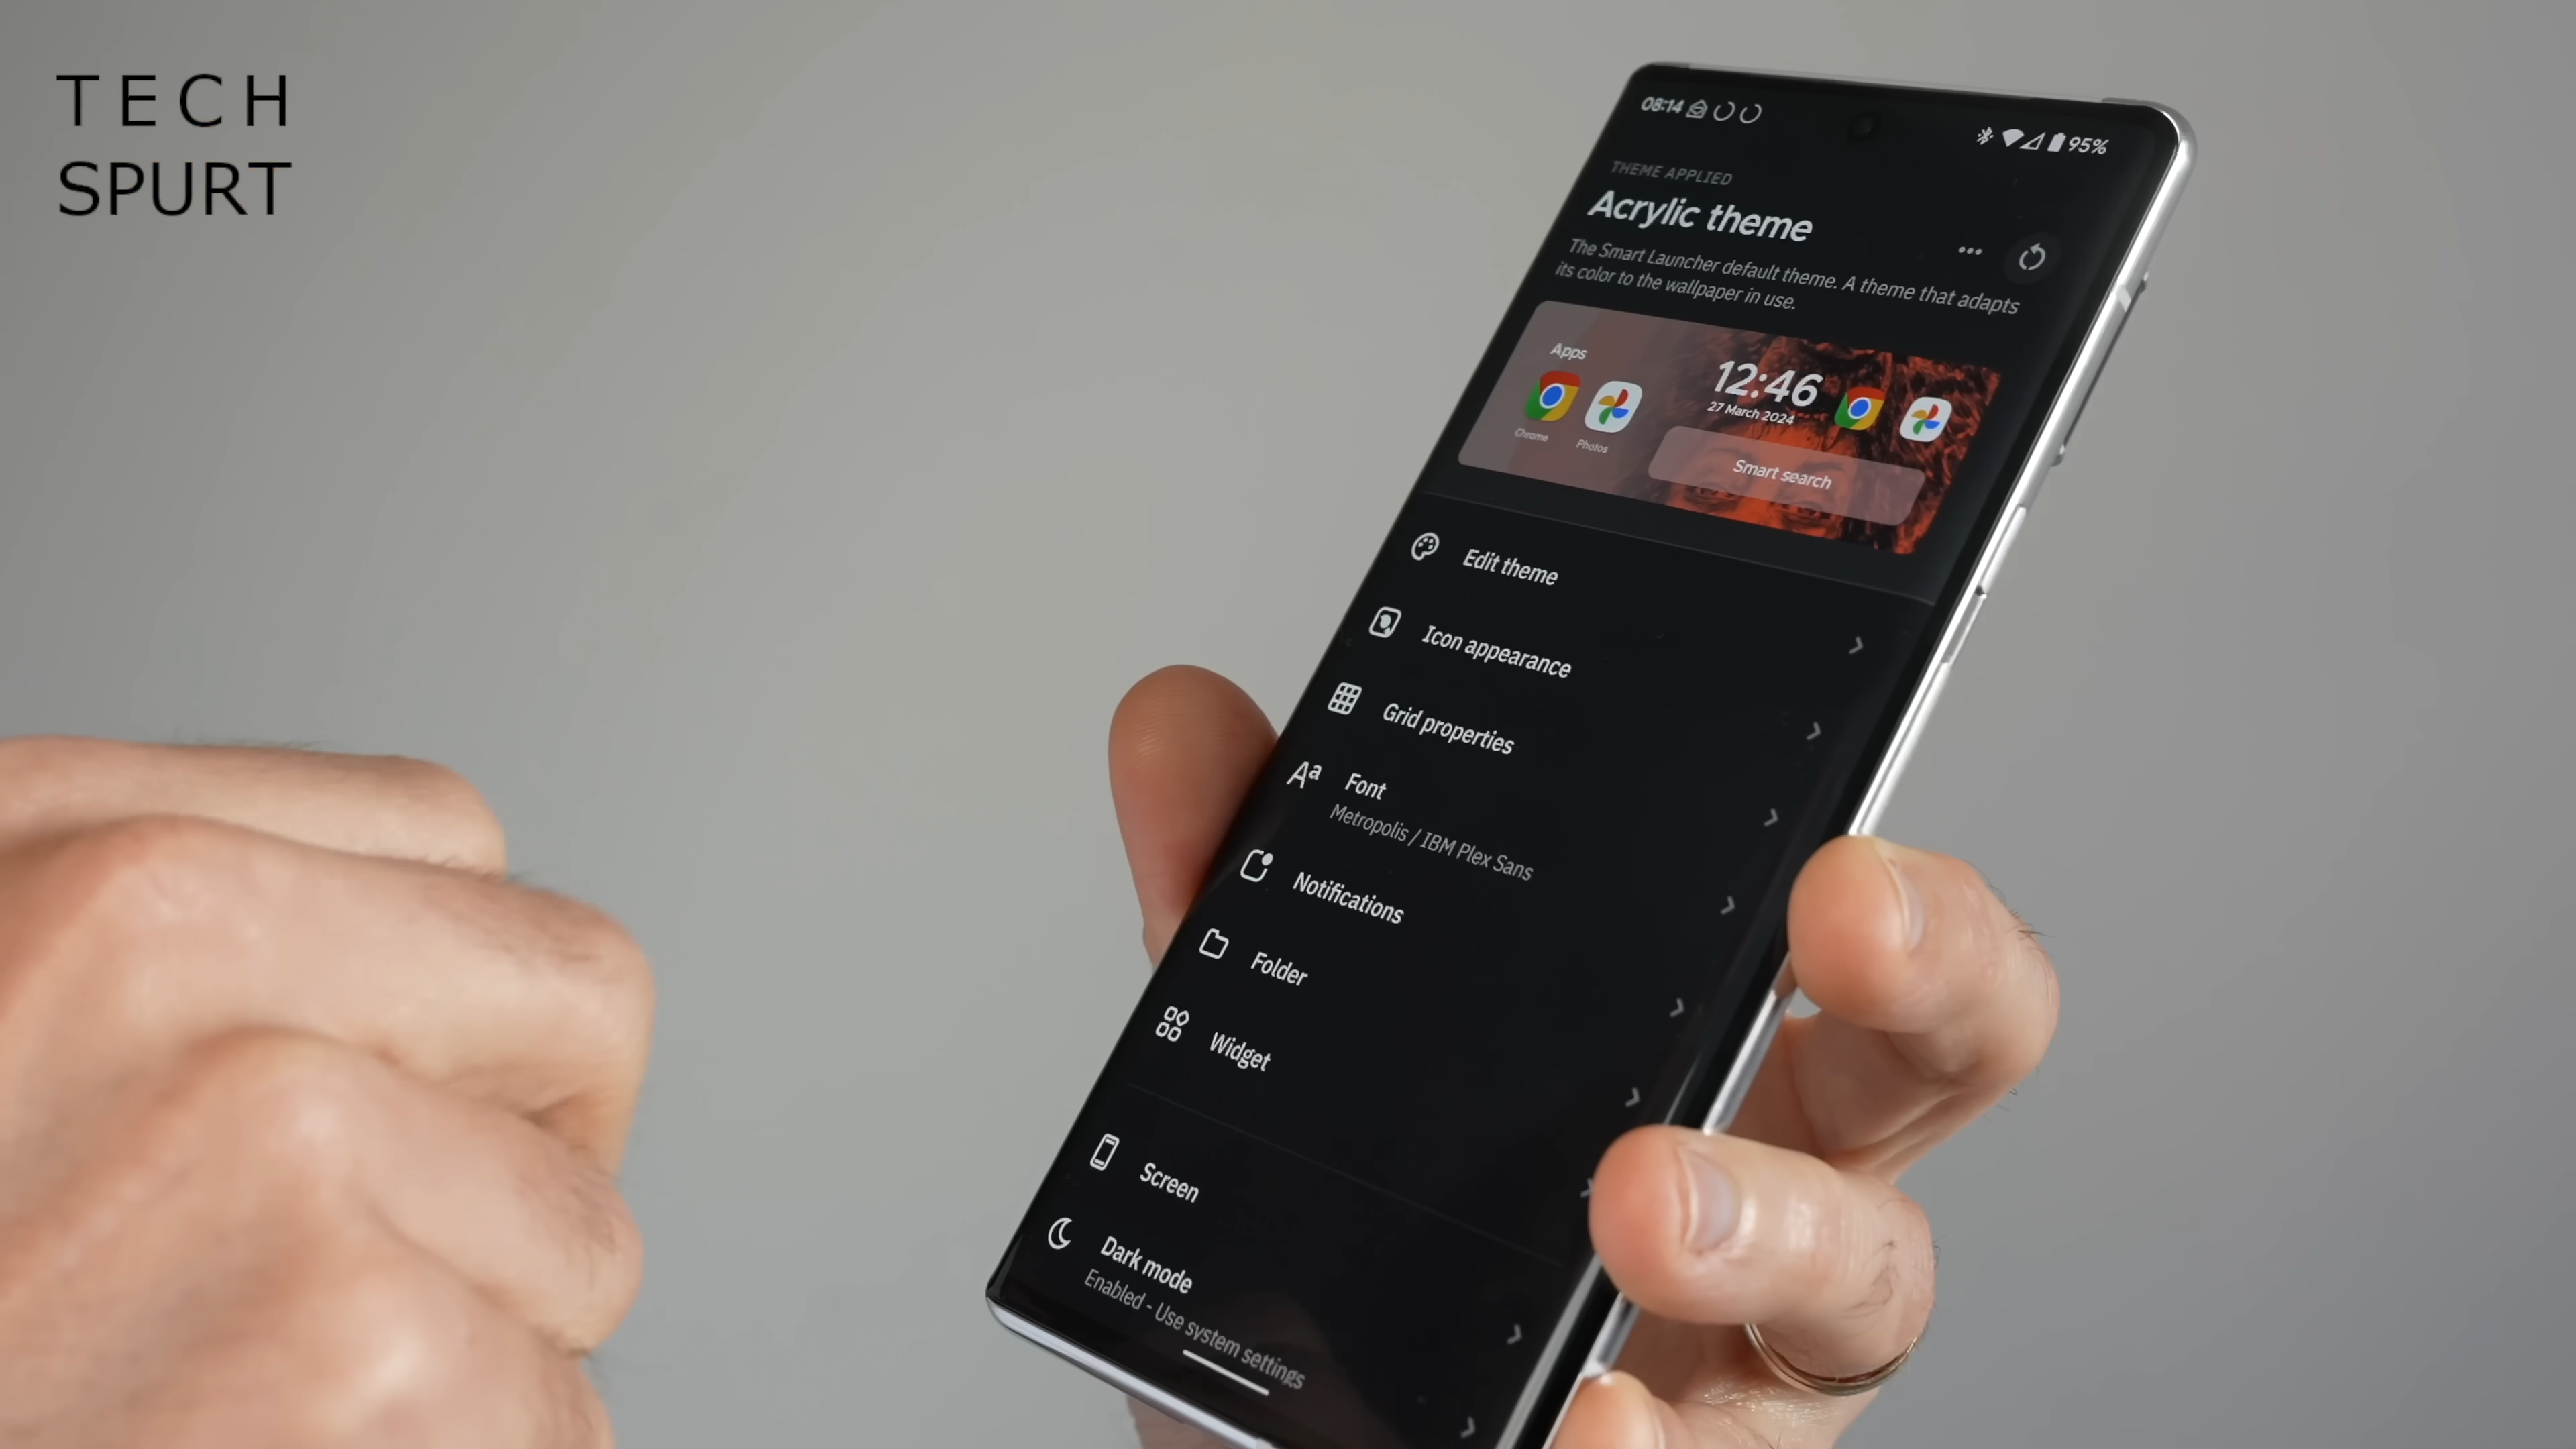 TECH
SPURT
08:14
95%
THEME APPLIED
Acrylic theme
The Smart Launcher default theme. A theme that adapts
its color to the wallpaper in use.
Apps
Chrome
Photos
12:46
27 March 2024
Smart search
Edit theme
Icon appearance
Grid properties
Aa
Font
Metropolis / IBM Plex Sans
Notifications
Folder
Widget
Screen
Dark mode
Enabled - Use system settings